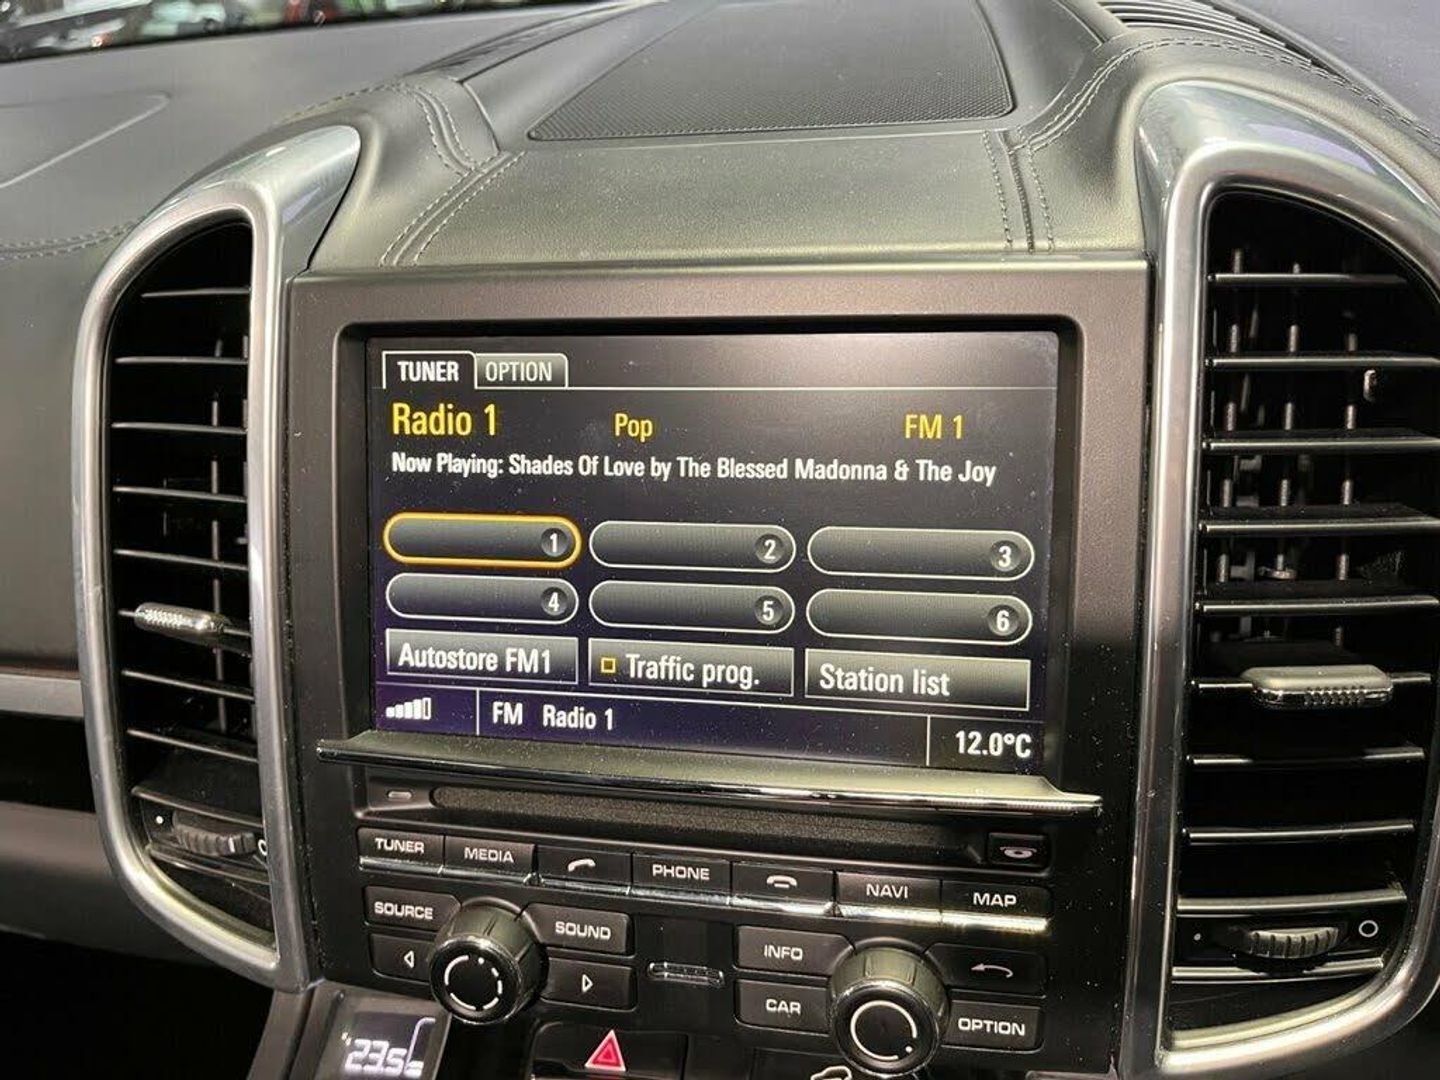 TUNER OPTION
Radio 1 Pop FM 1
Now Playing: Shades Of Love by The Blessed Madonna & The Joy
1 2 3
4 5 6
Autostore FM1 Traffic prog. Station list
FM Radio 1 12.0°C
TUNER MEDIA PHONE NAVI MAP
SOURCE SOUND INFO
CAR OPTION
23.5